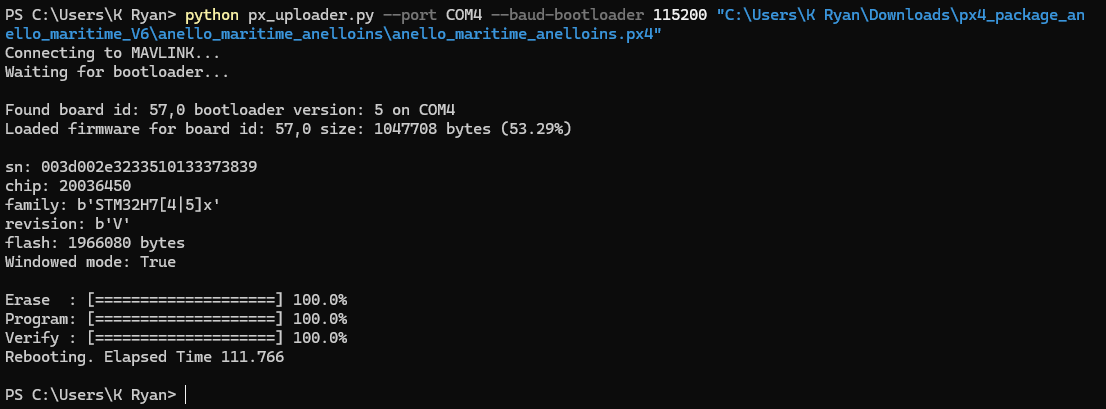 PS C:\Users\K Ryan> python px_uploader.py --port COM4 --baud-bootloader 115200 "C:\Users\K Ryan\Downloads\px4_package_an
ello_maritime_V6\anello_maritime_anelloins\anello_maritime_anelloins.px4"
Connecting to MAVLINK...
Waiting for bootloader...
Found board id: 57,0 bootloader version: 5 on COM4
Loaded firmware for board id: 57,0 size: 1047708 bytes (53.29%)
sn: 003d002e3233510133373839
chip: 20036450
family: b'STM32H7[4|5]x'
revision: b'V'
flash: 1966080 bytes
Windowed mode: True
Erase  : [====================] 100.0%
Program: [====================] 100.0%
Verify : [====================] 100.0%
Rebooting. Elapsed Time 111.766
PS C:\Users\K Ryan>